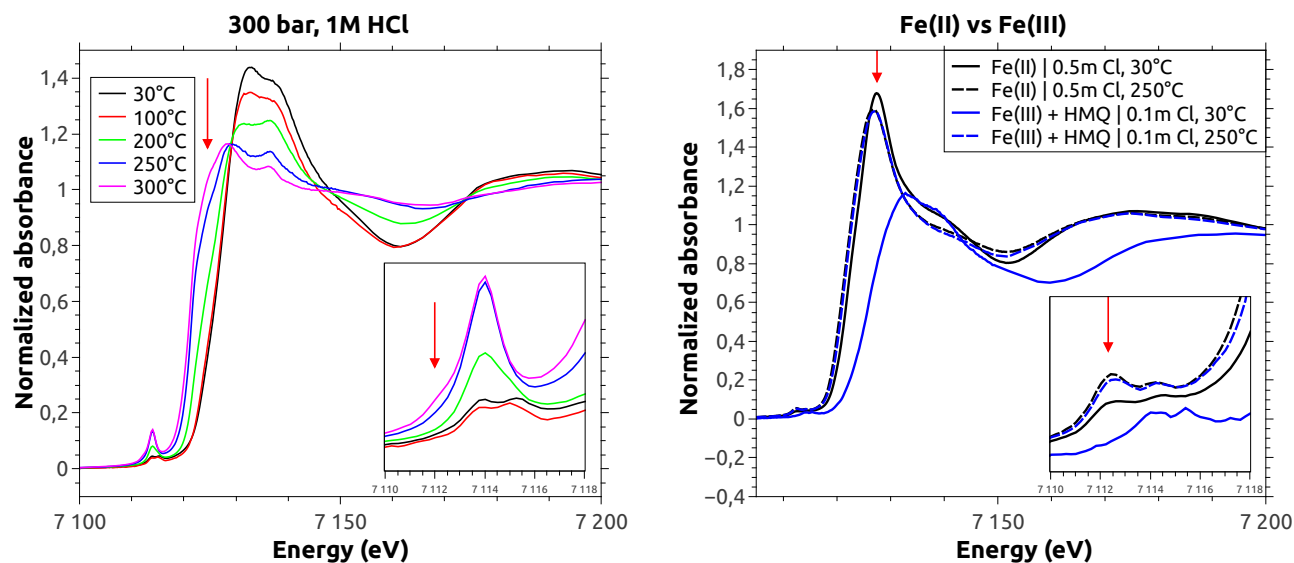 300 bar, 1M HCl
Normalized absorbance
1,4
1,2
1
0,8
0,6
0,4
0,2
0
30°C
100°C
200°C
250°C
300°C
7 110
7 112
7 114
7 116
7 118
7 100
7 150
7 200
Energy (eV)
Fe(II) vs Fe(III)
Normalized absorbance
1,8
1,6
1,4
1,2
1,0
0,8
0,6
0,4
0,2
0
−0,2
−0,4
Fe(II) | 0.5m Cl, 30°C
Fe(II) | 0.5m Cl, 250°C
Fe(III) + HMQ | 0.1m Cl, 30°C
Fe(III) + HMQ | 0.1m Cl, 250°C
7 110
7 112
7 114
7 116
7 118
7 150
7 200
Energy (eV)